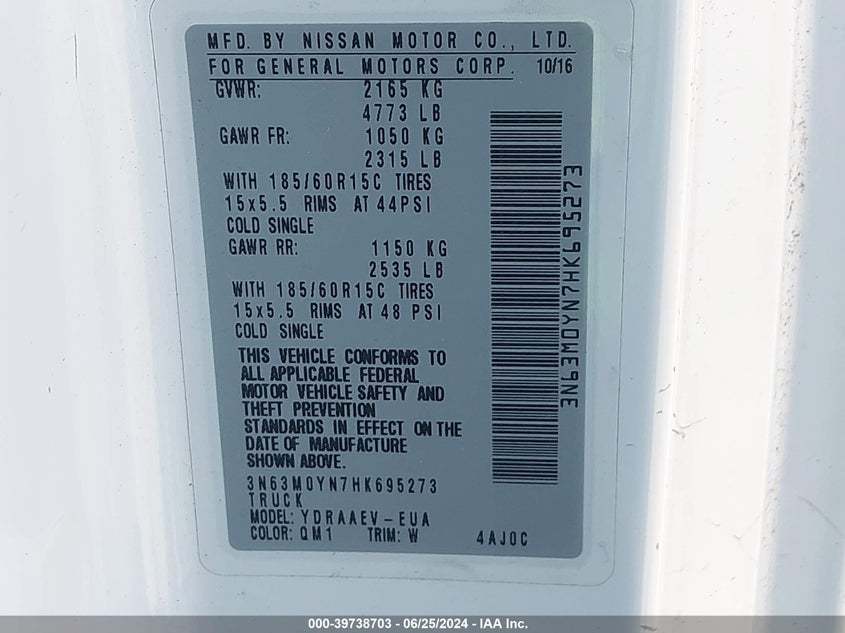 MFD. BY NISSAN MOTOR CO., LTD.
FOR GENERAL MOTORS CORP. 10/16
GVWR: 2165 KG
4773 LB
GAWR FR: 1050 KG
2315 LB
WITH 185/60R15C TIRES
15x5.5 RIMS AT 44PSI
COLD SINGLE
GAWR RR: 1150 KG
2535 LB
WITH 185/60R15C TIRES
15x5.5 RIMS AT 48 PSI
COLD SINGLE
THIS VEHICLE CONFORMS TO
ALL APPLICABLE FEDERAL
MOTOR VEHICLE SAFETY AND
THEFT PREVENTION
STANDARDS IN EFFECT ON THE
DATE OF MANUFACTURE
SHOWN ABOVE.
3N63M0YN7HK695273
TRUCK
MODEL: YDRAAEV-EUA
COLOR: QM1 TRIM: W 4AJ0C
3N63M0YN7HK695273
000-39738703 - 06/25/2024 - IAA Inc.